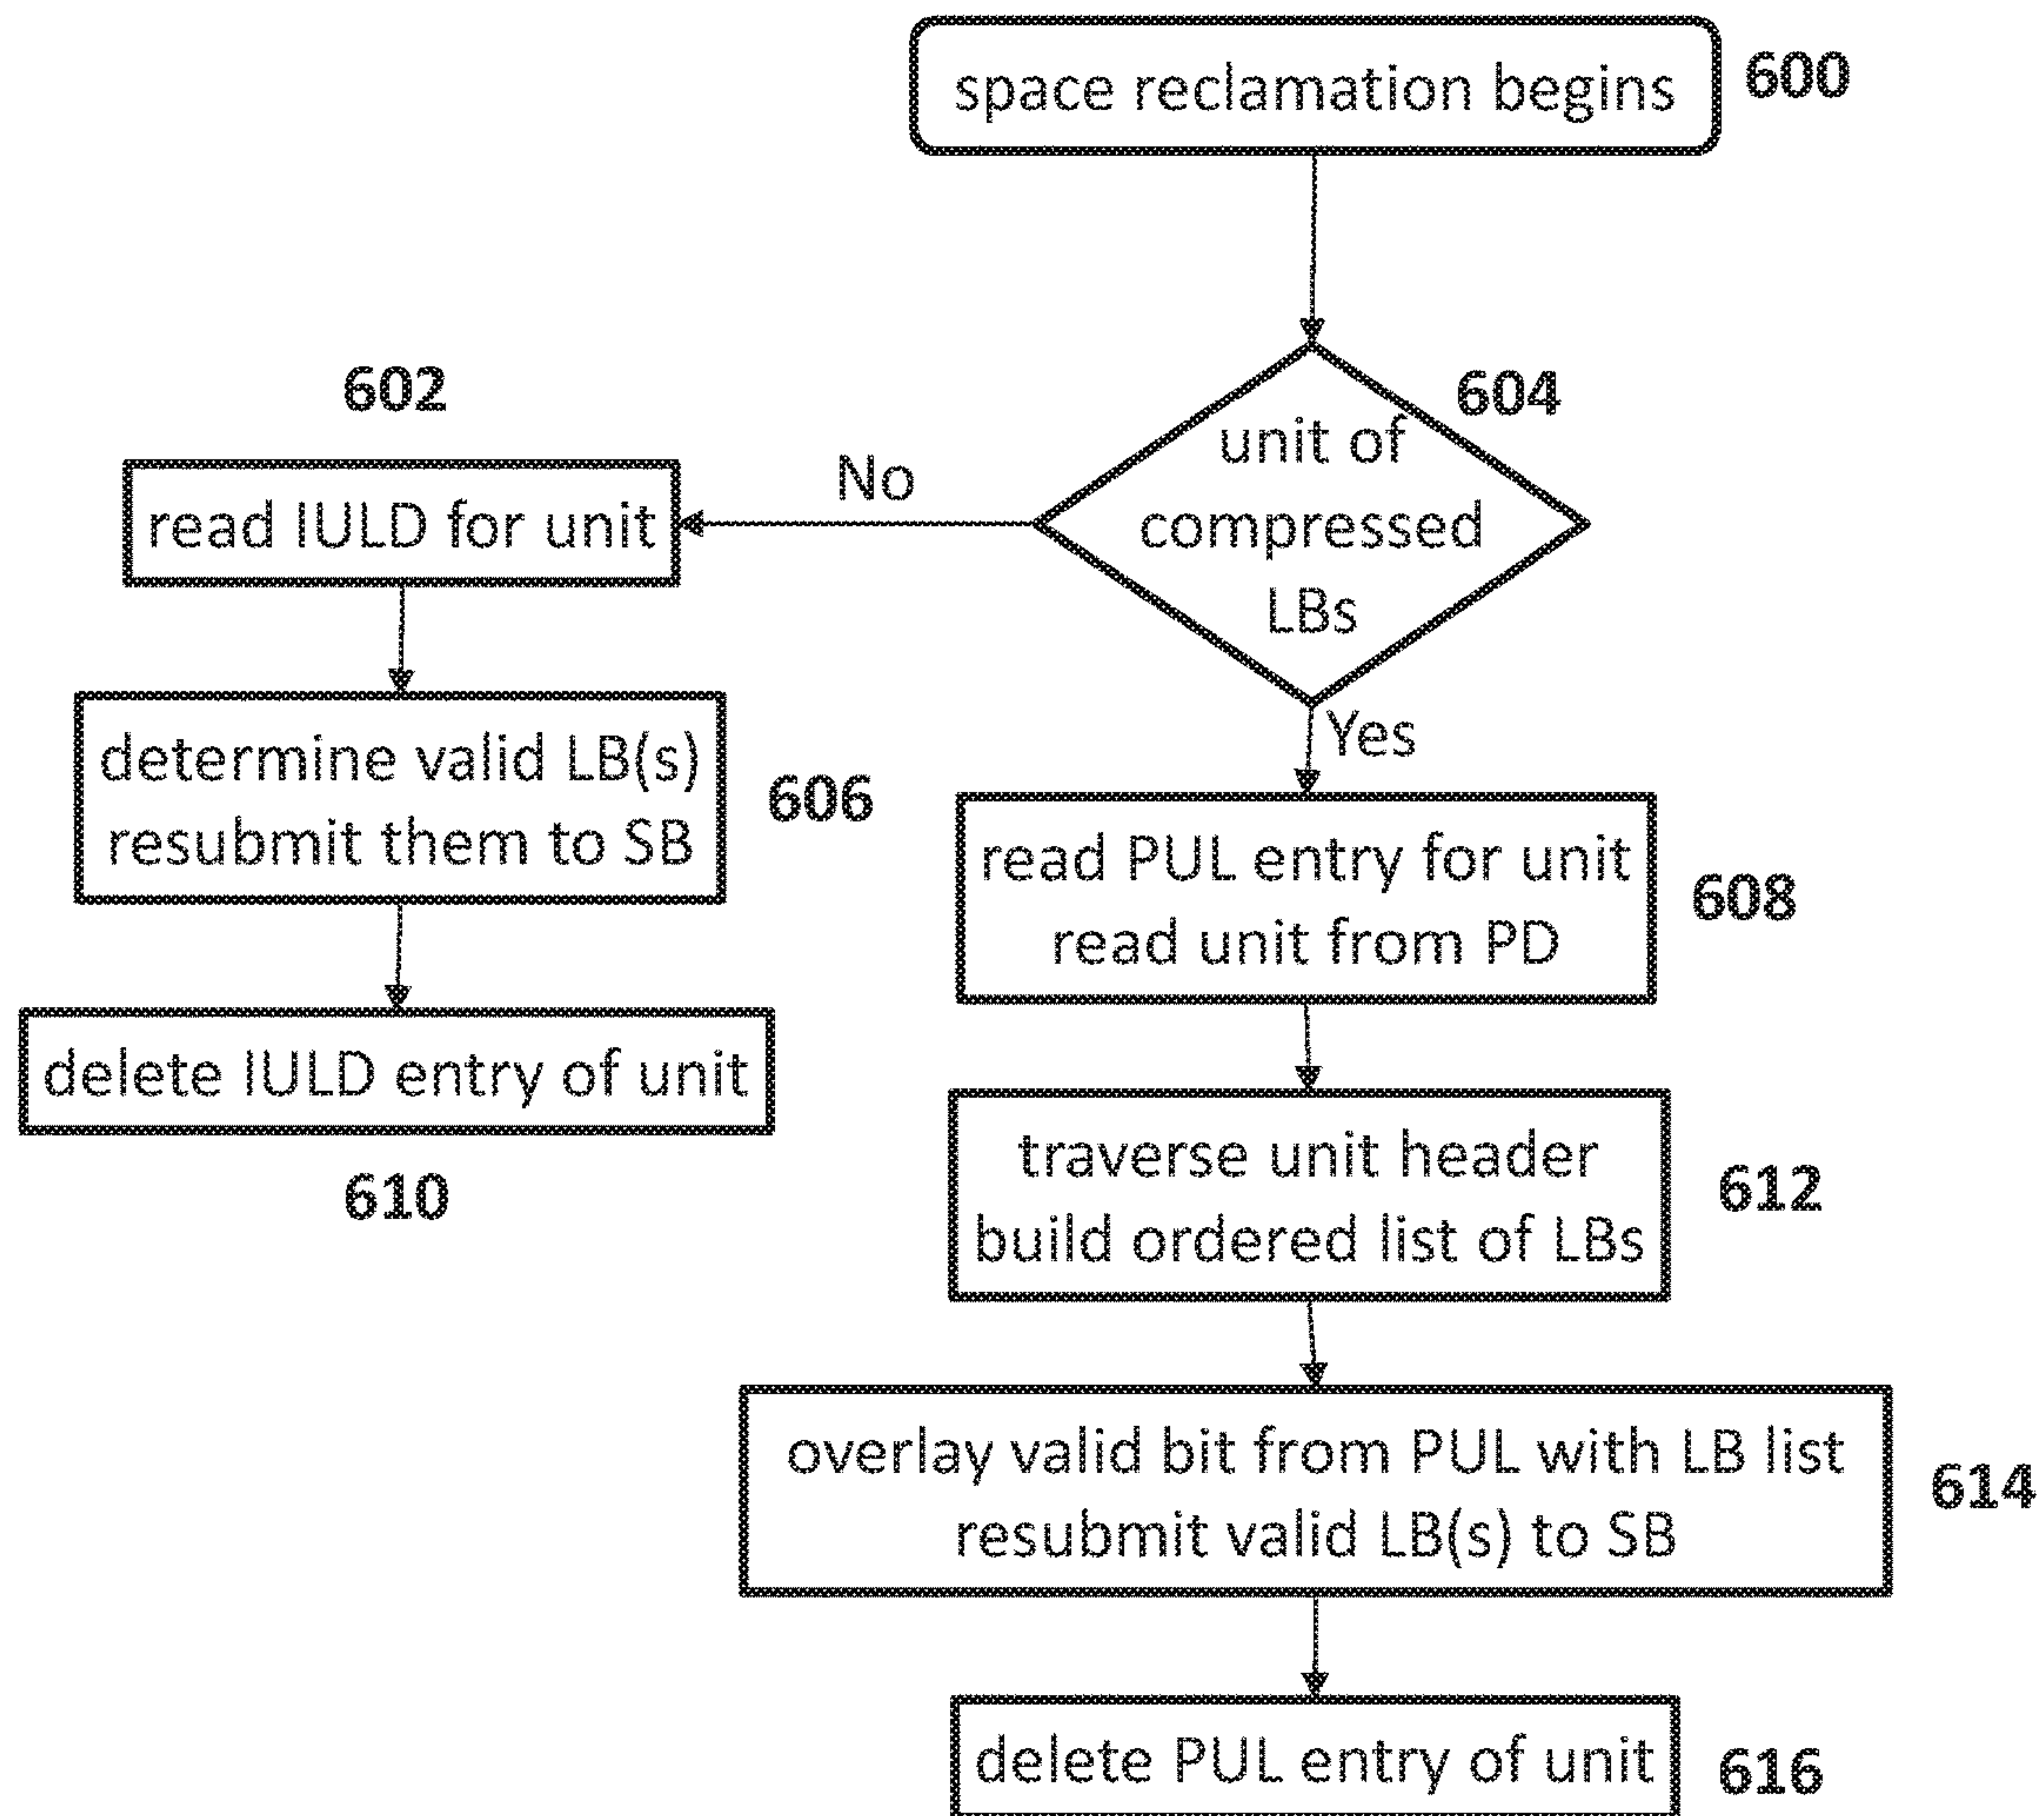 space reclamation begins
600
602
604
unit of
compressed
LBs
No
read IULD for unit
Yes
determine valid LB(s)
resubmit them to SB
606
read PUL entry for unit
read unit from PD
608
delete IULD entry of unit
610
traverse unit header
build ordered list of LBs
612
overlay valid bit from PUL with LB list
resubmit valid LB(s) to SB
614
delete PUL entry of unit
616